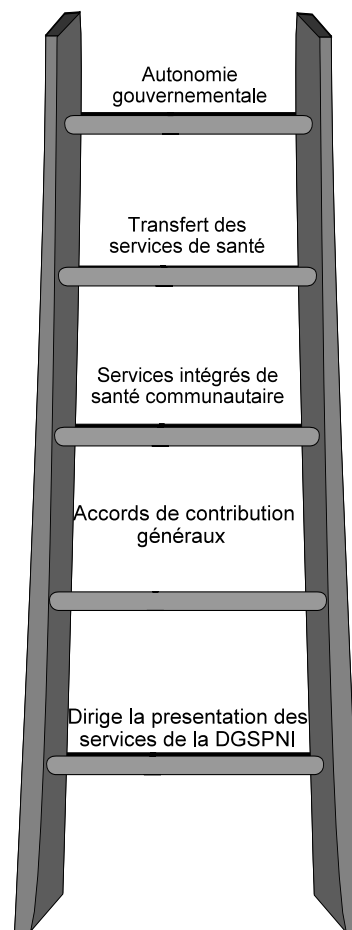 Autonomie
gouvernementale
Transfert des
services de santé
Services intégrés de
santé communautaire
Accords de contribution
généraux
Dirige la presentation des
services de la DGSPNI